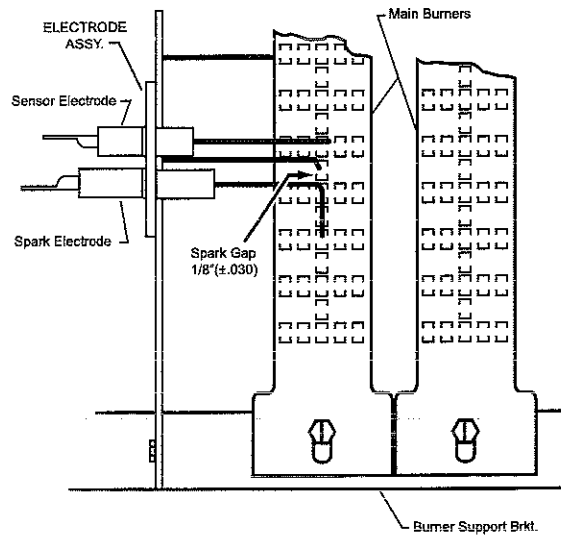 Main Burners
ELECTRODE
ASSY.
Sensor Electrode
Spark Electrode
Spark Gap
1/8"(±.030)
Burner Support Brkt.